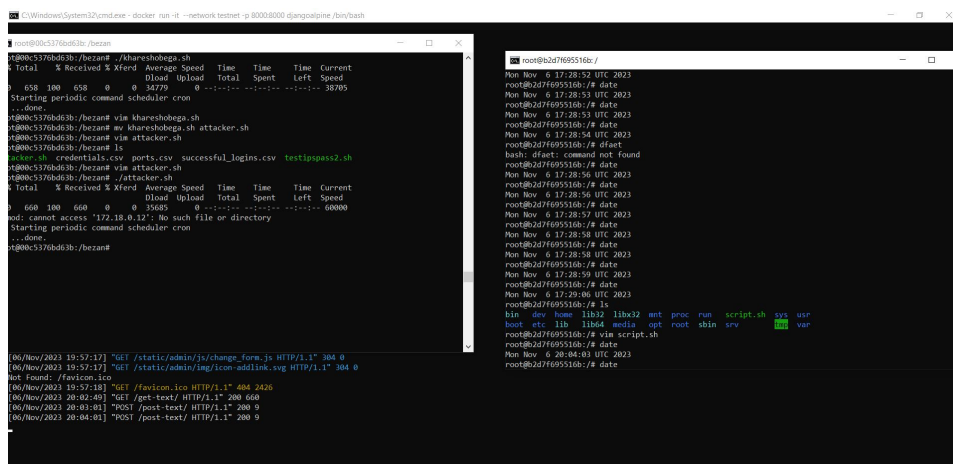 C:\Windows\System32\cmd.exe - docker run -it --network testnet -p 8000:8000 djangoalpine /bin/bash
root@00c5376bd63b: /bezan
ot@00c5376bd63b:/bezan# ./khareshobega.sh
% Total    % Received % Xferd  Average Speed   Time    Time     Time  Current
Dload  Upload   Total   Spent    Left  Speed
0   658  100   658    0     0  34779      0 --:--:-- --:--:-- --:--:-- 38705
Starting periodic command scheduler cron
...done.
ot@00c5376bd63b:/bezan# vim khareshobega.sh
ot@00c5376bd63b:/bezan# mv khareshobega.sh attacker.sh
ot@00c5376bd63b:/bezan# vim attacker.sh
ot@00c5376bd63b:/bezan# ls
tacker.sh  credentials.csv  ports.csv  successful_logins.csv  testipspass2.sh
ot@00c5376bd63b:/bezan# vim attacker.sh
ot@00c5376bd63b:/bezan# ./attacker.sh
% Total    % Received % Xferd  Average Speed   Time    Time     Time  Current
Dload  Upload   Total   Spent    Left  Speed
0   660  100   660    0     0  35685      0 --:--:-- --:--:-- --:--:-- 60000
mod: cannot access '172.18.0.12': No such file or directory
Starting periodic command scheduler cron
...done.
ot@00c5376bd63b:/bezan#
[06/Nov/2023 19:57:17] "GET /static/admin/js/change_form.js HTTP/1.1" 304 0
[06/Nov/2023 19:57:17] "GET /static/admin/img/icon-addlink.svg HTTP/1.1" 304 0
Not Found: /favicon.ico
[06/Nov/2023 19:57:18] "GET /favicon.ico HTTP/1.1" 404 2426
[06/Nov/2023 20:02:49] "GET /get-text/ HTTP/1.1" 200 660
[06/Nov/2023 20:03:01] "POST /post-text/ HTTP/1.1" 200 9
[06/Nov/2023 20:04:01] "POST /post-text/ HTTP/1.1" 200 9
root@b2d7f695516b: /
Mon Nov  6 17:28:52 UTC 2023
root@b2d7f695516b:/# date
Mon Nov  6 17:28:53 UTC 2023
root@b2d7f695516b:/# date
Mon Nov  6 17:28:53 UTC 2023
root@b2d7f695516b:/# date
Mon Nov  6 17:28:54 UTC 2023
root@b2d7f695516b:/# dfaet
bash: dfaet: command not found
root@b2d7f695516b:/# date
Mon Nov  6 17:28:56 UTC 2023
root@b2d7f695516b:/# date
Mon Nov  6 17:28:56 UTC 2023
root@b2d7f695516b:/# date
Mon Nov  6 17:28:57 UTC 2023
root@b2d7f695516b:/# date
Mon Nov  6 17:28:58 UTC 2023
root@b2d7f695516b:/# date
Mon Nov  6 17:28:58 UTC 2023
root@b2d7f695516b:/# date
Mon Nov  6 17:28:59 UTC 2023
root@b2d7f695516b:/# date
Mon Nov  6 17:29:06 UTC 2023
root@b2d7f695516b:/# ls
bin   dev  home  lib32  libx32  mnt  proc  run   script.sh  sys  usr
boot  etc  lib   lib64  media   opt  root  sbin  srv        tmp  var
root@b2d7f695516b:/# vim script.sh
root@b2d7f695516b:/# date
Mon Nov  6 20:04:03 UTC 2023
root@b2d7f695516b:/# date